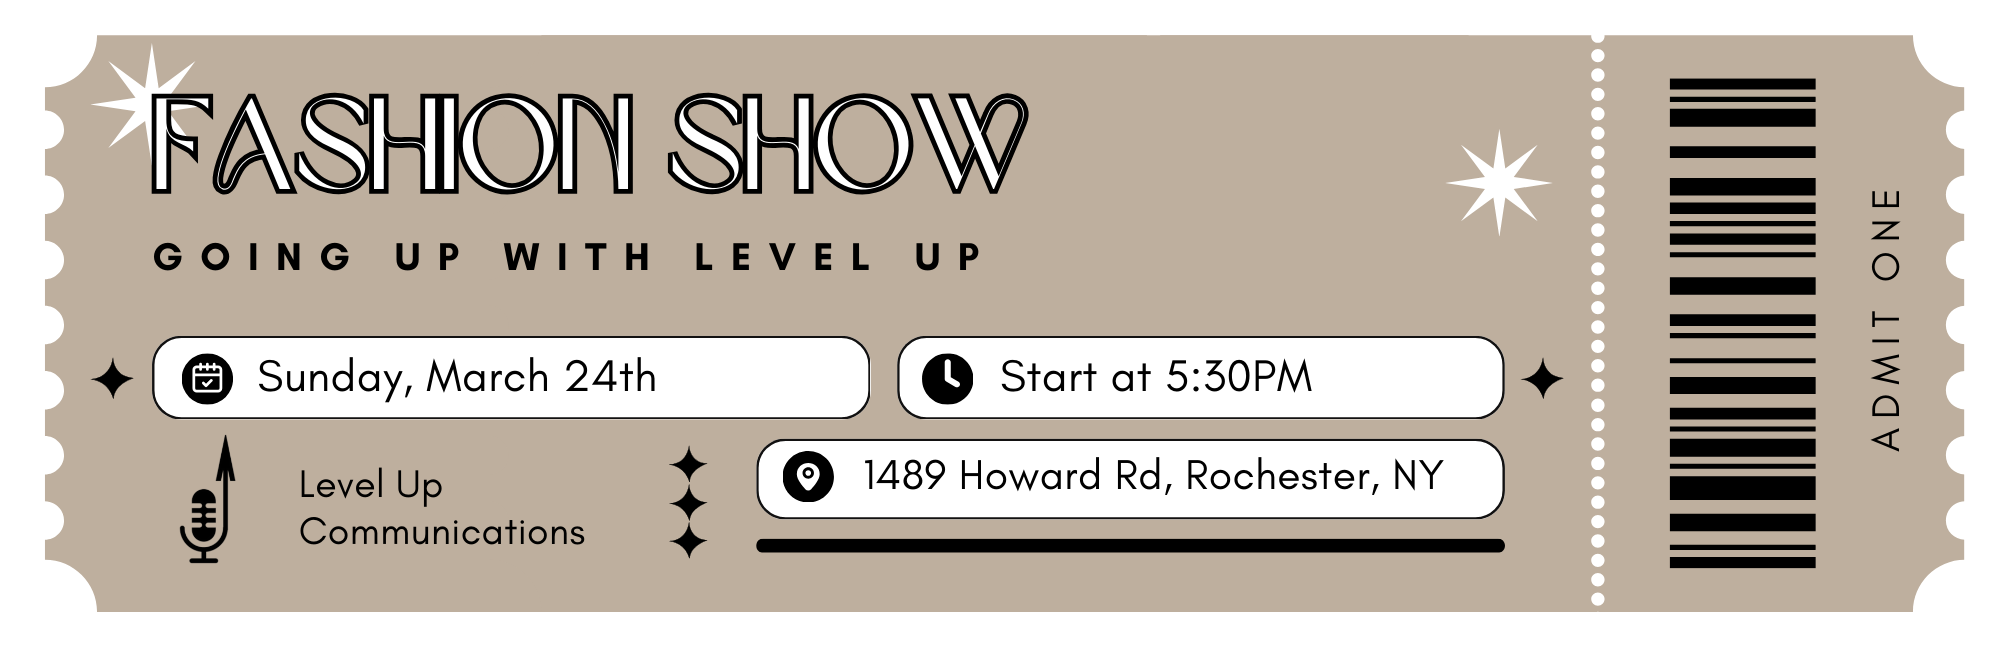 FASHION SHOW
GOING UP WITH LEVEL UP
Sunday, March 24th
Start at 5:30PM
Level Up
Communications
1489 Howard Rd, Rochester, NY
ADMIT ONE